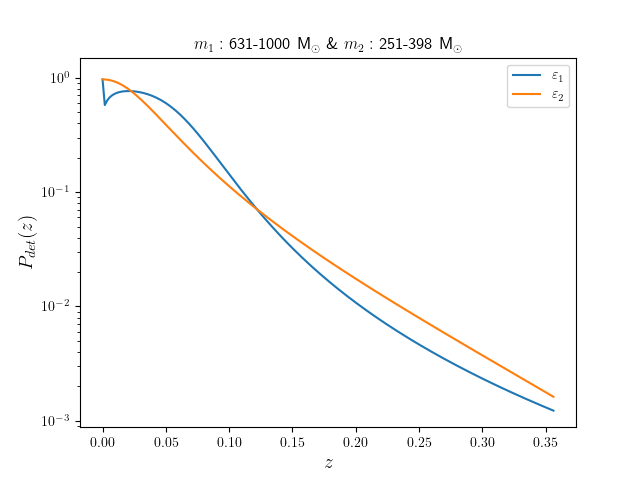 m₁ : 631-1000 M⊙ & m₂ : 251-398 M⊙
ε₁
ε₂
10⁰
10⁻¹
10⁻²
10⁻³
P_det(z)
0.00 0.05 0.10 0.15 0.20 0.25 0.30 0.35
z